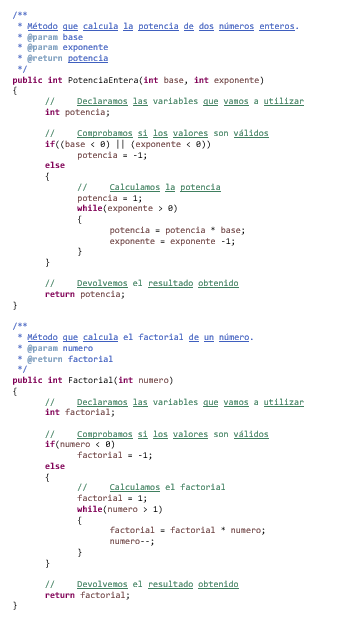 /**
 * Método que calcula la potencia de dos números enteros.
 * @param base
 * @param exponente
 * @return potencia
 */
public int PotenciaEntera(int base, int exponente)
{
	//	Declaramos las variables que vamos a utilizar
	int potencia;

	//	Comprobamos si los valores son válidos
	if((base < 0) || (exponente < 0))
		potencia = -1;
	else
	{
		//	Calculamos la potencia
		potencia = 1;
		while(exponente > 0)
		{
			potencia = potencia * base;
			exponente = exponente -1;
		}
	}

	//	Devolvemos el resultado obtenido
	return potencia;
}

/**
 * Método que calcula el factorial de un número.
 * @param numero
 * @return factorial
 */
public int Factorial(int numero)
{
	//	Declaramos las variables que vamos a utilizar
	int factorial;

	//	Comprobamos si los valores son válidos
	if(numero < 0)
		factorial = -1;
	else
	{
		//	Calculamos el factorial
		factorial = 1;
		while(numero > 1)
		{
			factorial = factorial * numero;
			numero--;
		}
	}

	//	Devolvemos el resultado obtenido
	return factorial;
}